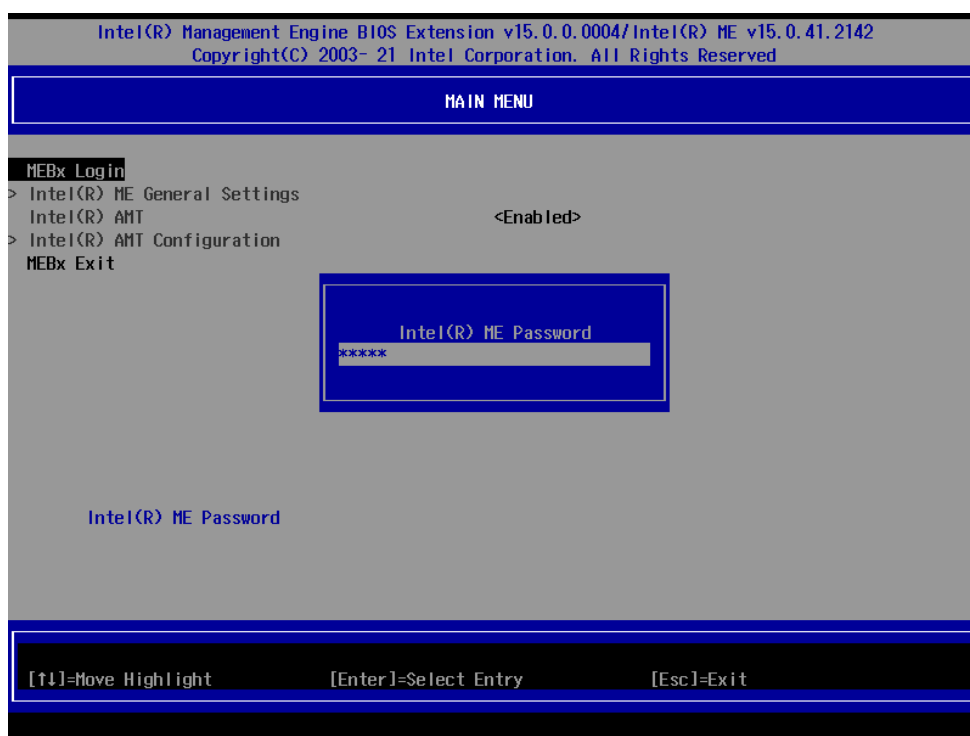 Intel(R) Management Engine BIOS Extension v15.0.0.0004/Intel(R) ME v15.0.41.2142
Copyright(C) 2003- 21 Intel Corporation. All Rights Reserved
MAIN MENU
MEBx Login
> Intel(R) ME General Settings
Intel(R) AMT <Enabled>
> Intel(R) AMT Configuration
MEBx Exit
Intel(R) ME Password
*****
Intel(R) ME Password
[↑↓]=Move Highlight [Enter]=Select Entry [Esc]=Exit